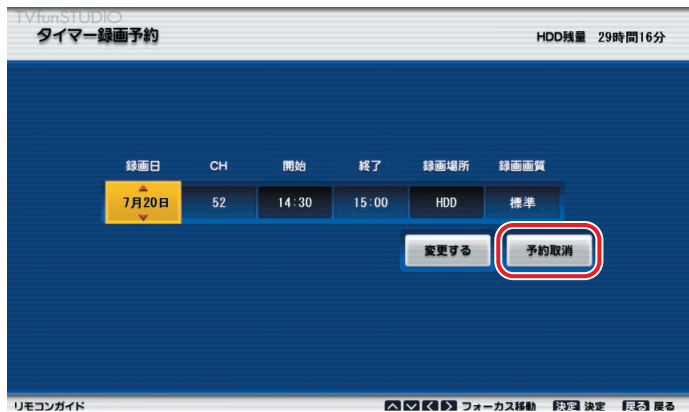 TVfunSTUDIO
タイマー録画予約
HDD残量 29時間16分
録画日 CH 開始 終了 録画場所 録画画質
7月20日 52 14:30 15:00 HDD 標準
変更する 予約取消
リモコンガイド フォーカス移動 決定 決定 戻る 戻る